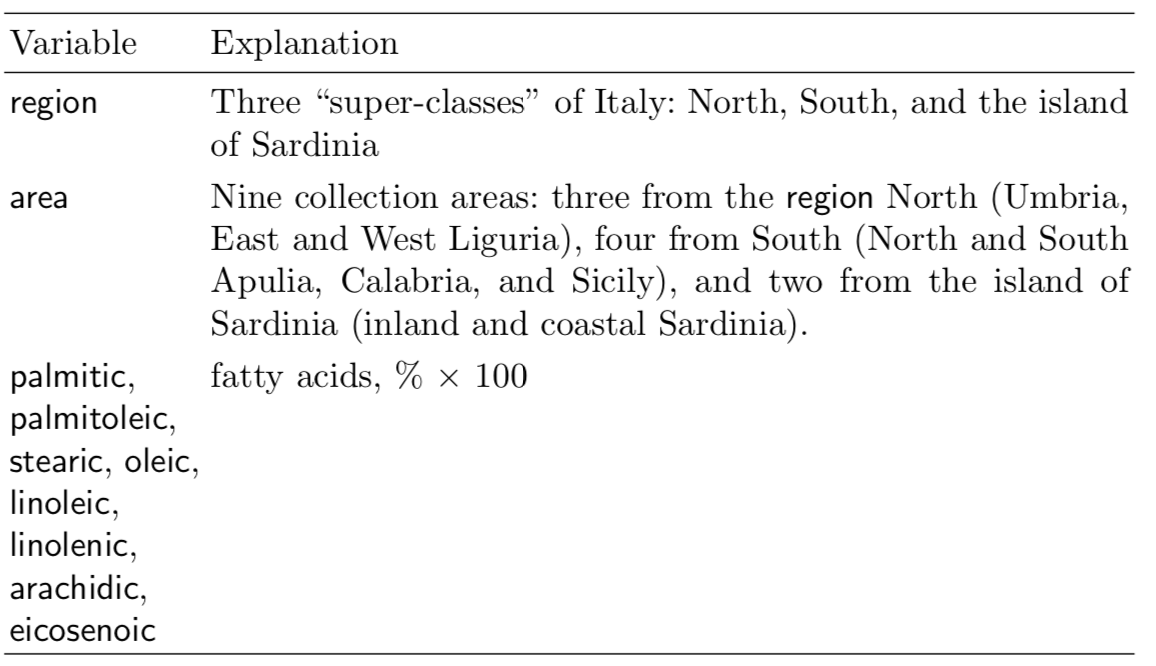 Variable Explanation
region Three “super-classes” of Italy: North, South, and the island
of Sardinia
area Nine collection areas: three from the region North (Umbria,
East and West Liguria), four from South (North and South
Apulia, Calabria, and Sicily), and two from the island of
Sardinia (inland and coastal Sardinia).
palmitic, fatty acids, % × 100
palmitoleic,
stearic, oleic,
linoleic,
linolenic,
arachidic,
eicosenoic